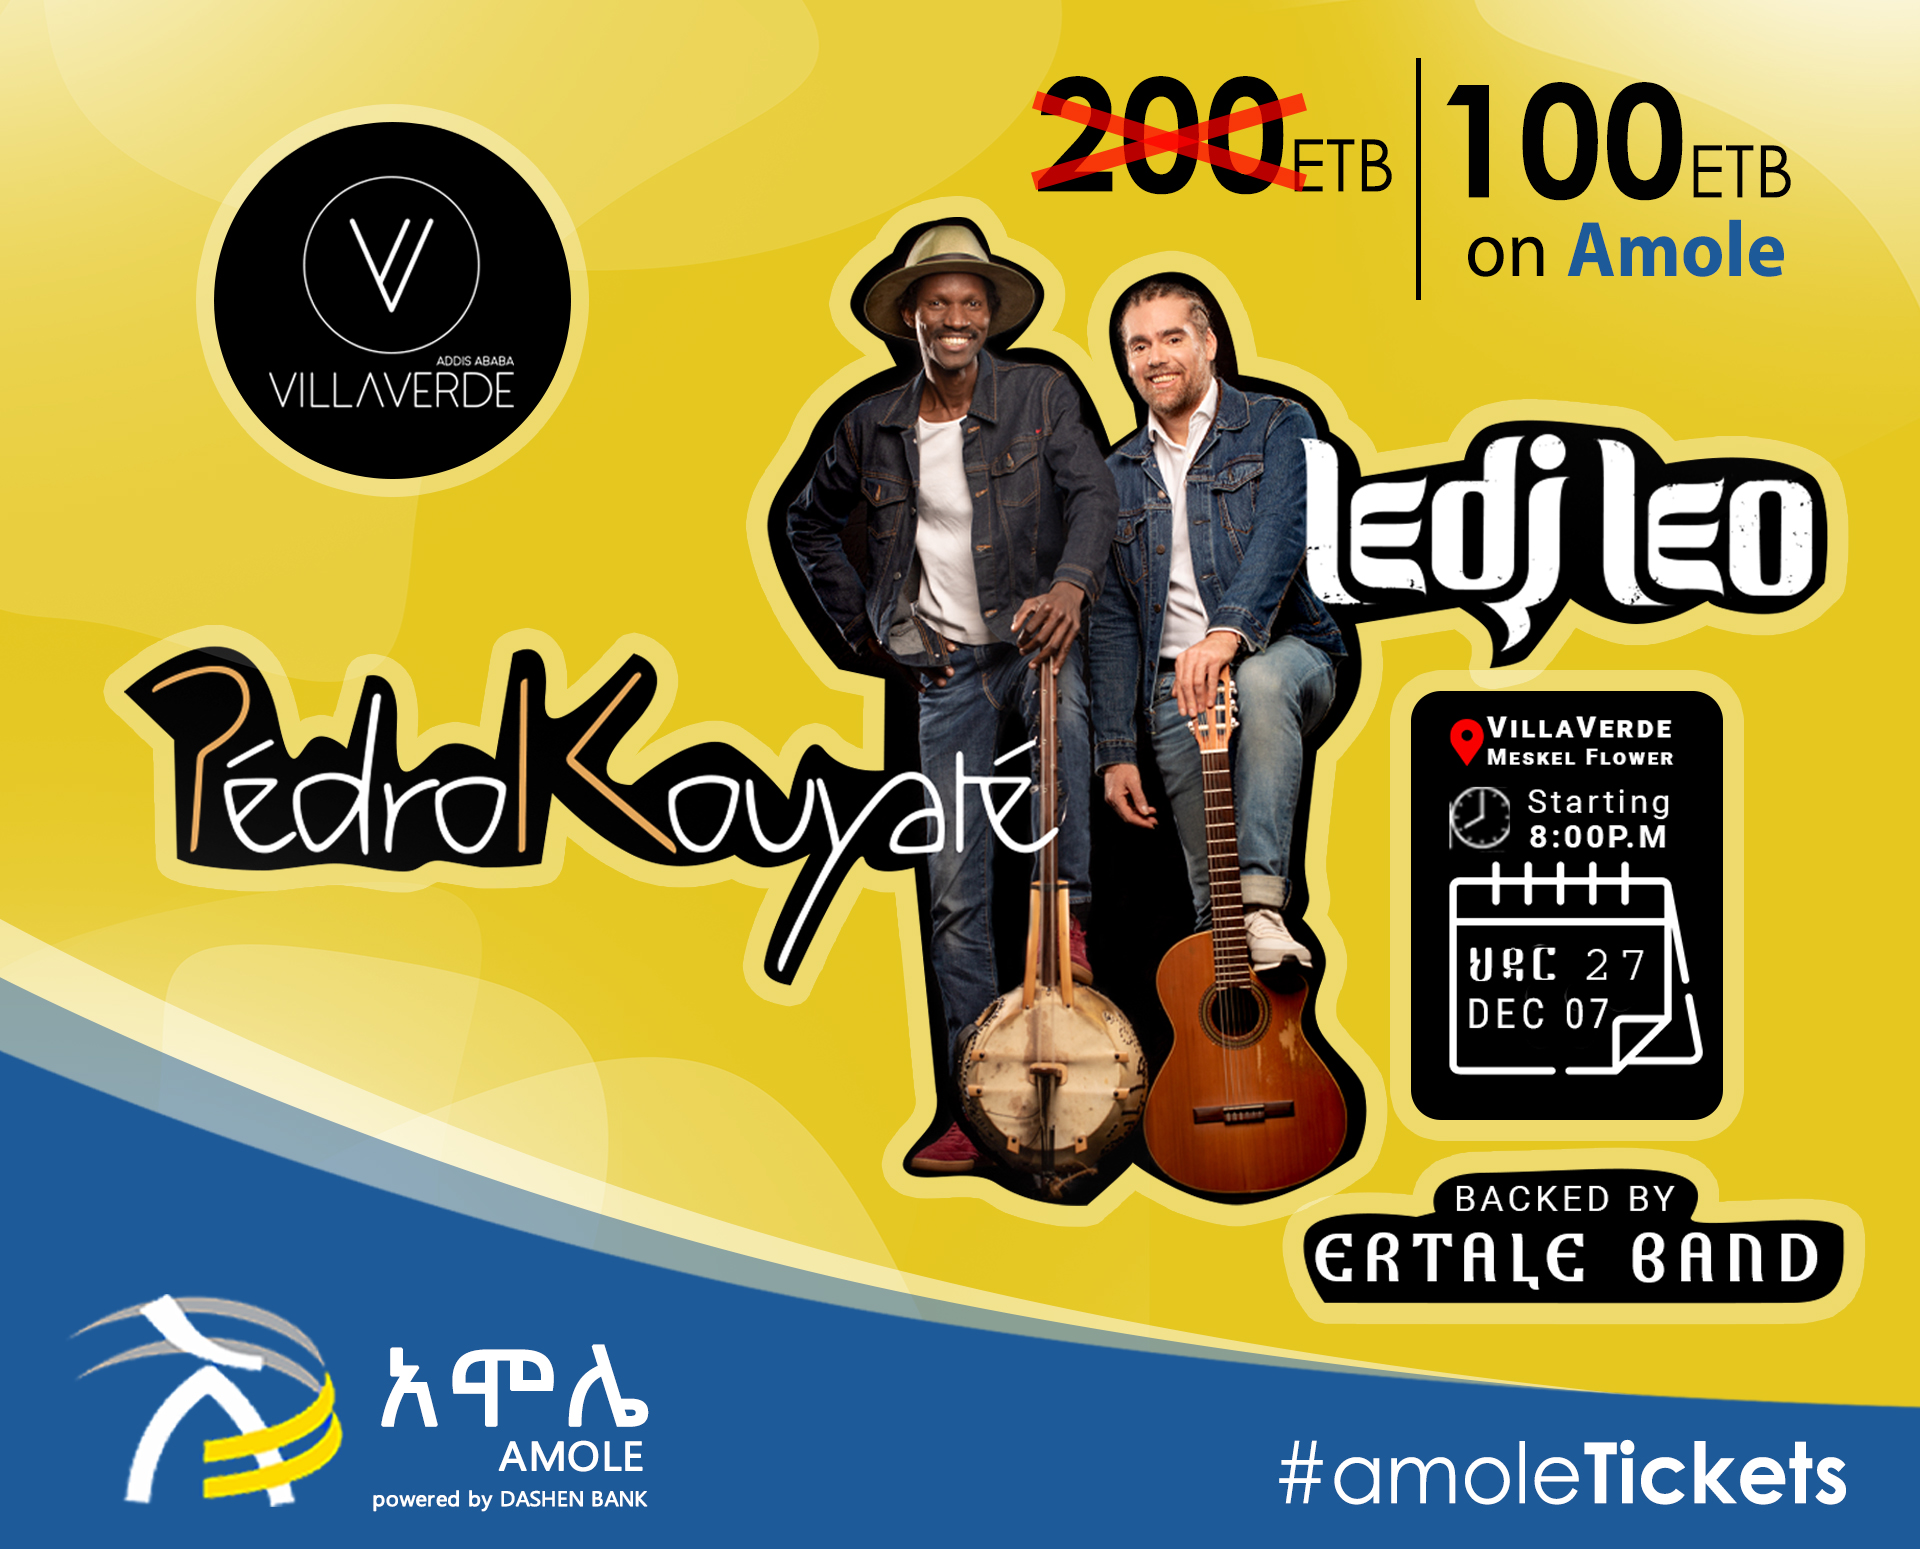 200ETB
100ETB
on Amole
V
ADDIS ABABA
VILLAVERDE
Ledj Leo
PédroKouyaté
VILLAVERDE
MESKEL FLOWER
Starting
8:00P.M
ህዳር 27
DEC 07
BACKED BY
ERTALE BAND
አሞሌ
AMOLE
powered by DASHEN BANK
#amoleTickets